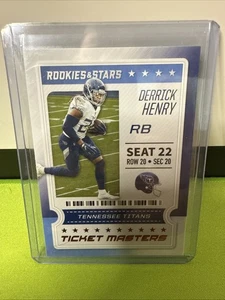 ROOKIES & STARS
DERRICK
HENRY
RB
SEAT 22
ROW 20 • SEC 20
TENNESSEE TITANS
TICKET MASTERS